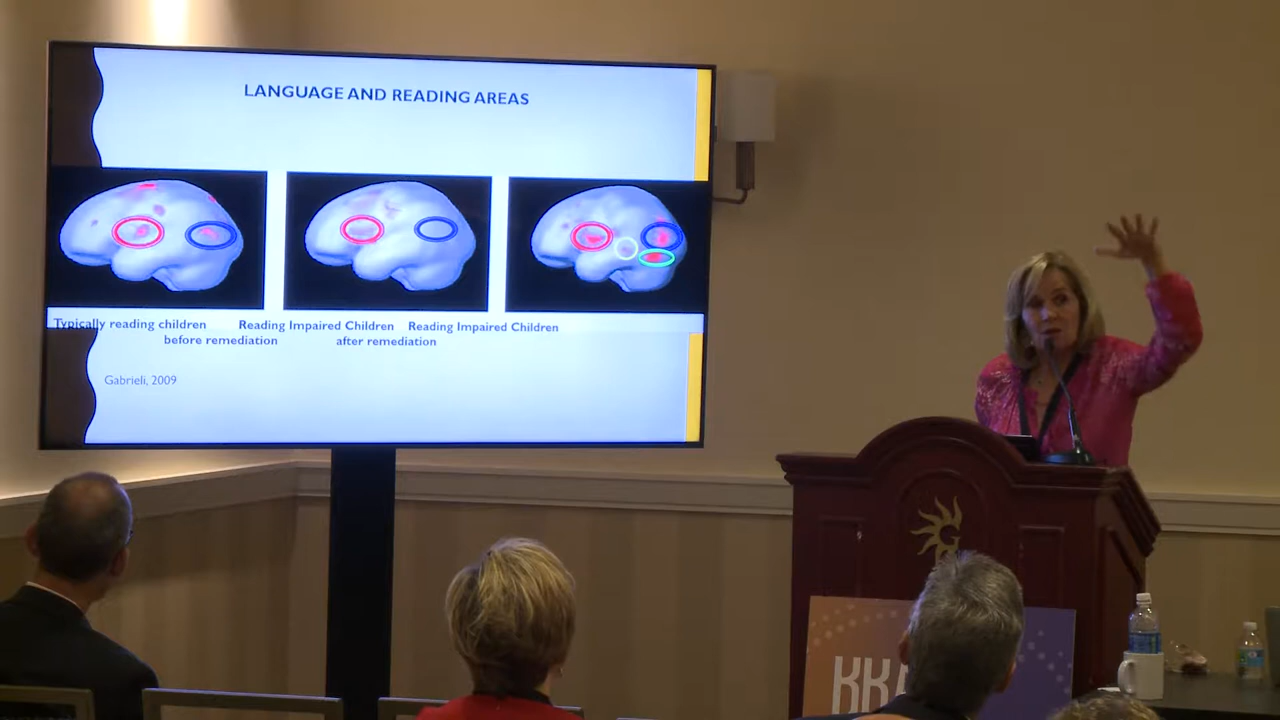 LANGUAGE AND READING AREAS
Typically reading children Reading Impaired Children Reading Impaired Children
before remediation after remediation
Gabrieli, 2009